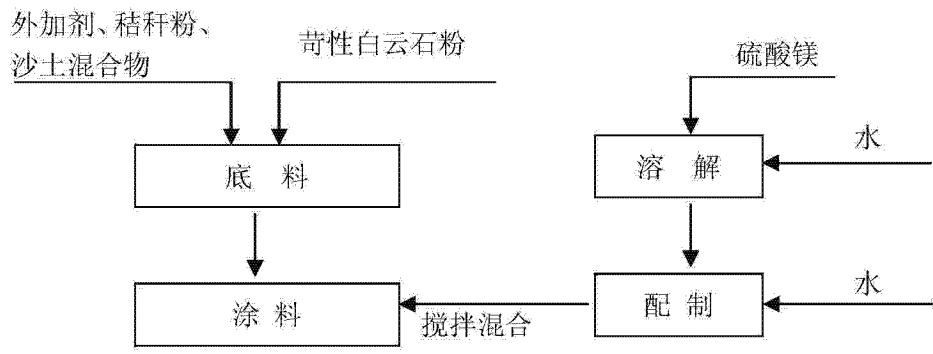 外加剂、秸秆粉、
沙土混合物
苛性白云石粉
硫酸镁
水
底 料
溶 解
水
涂 料
搅拌混合
配 制